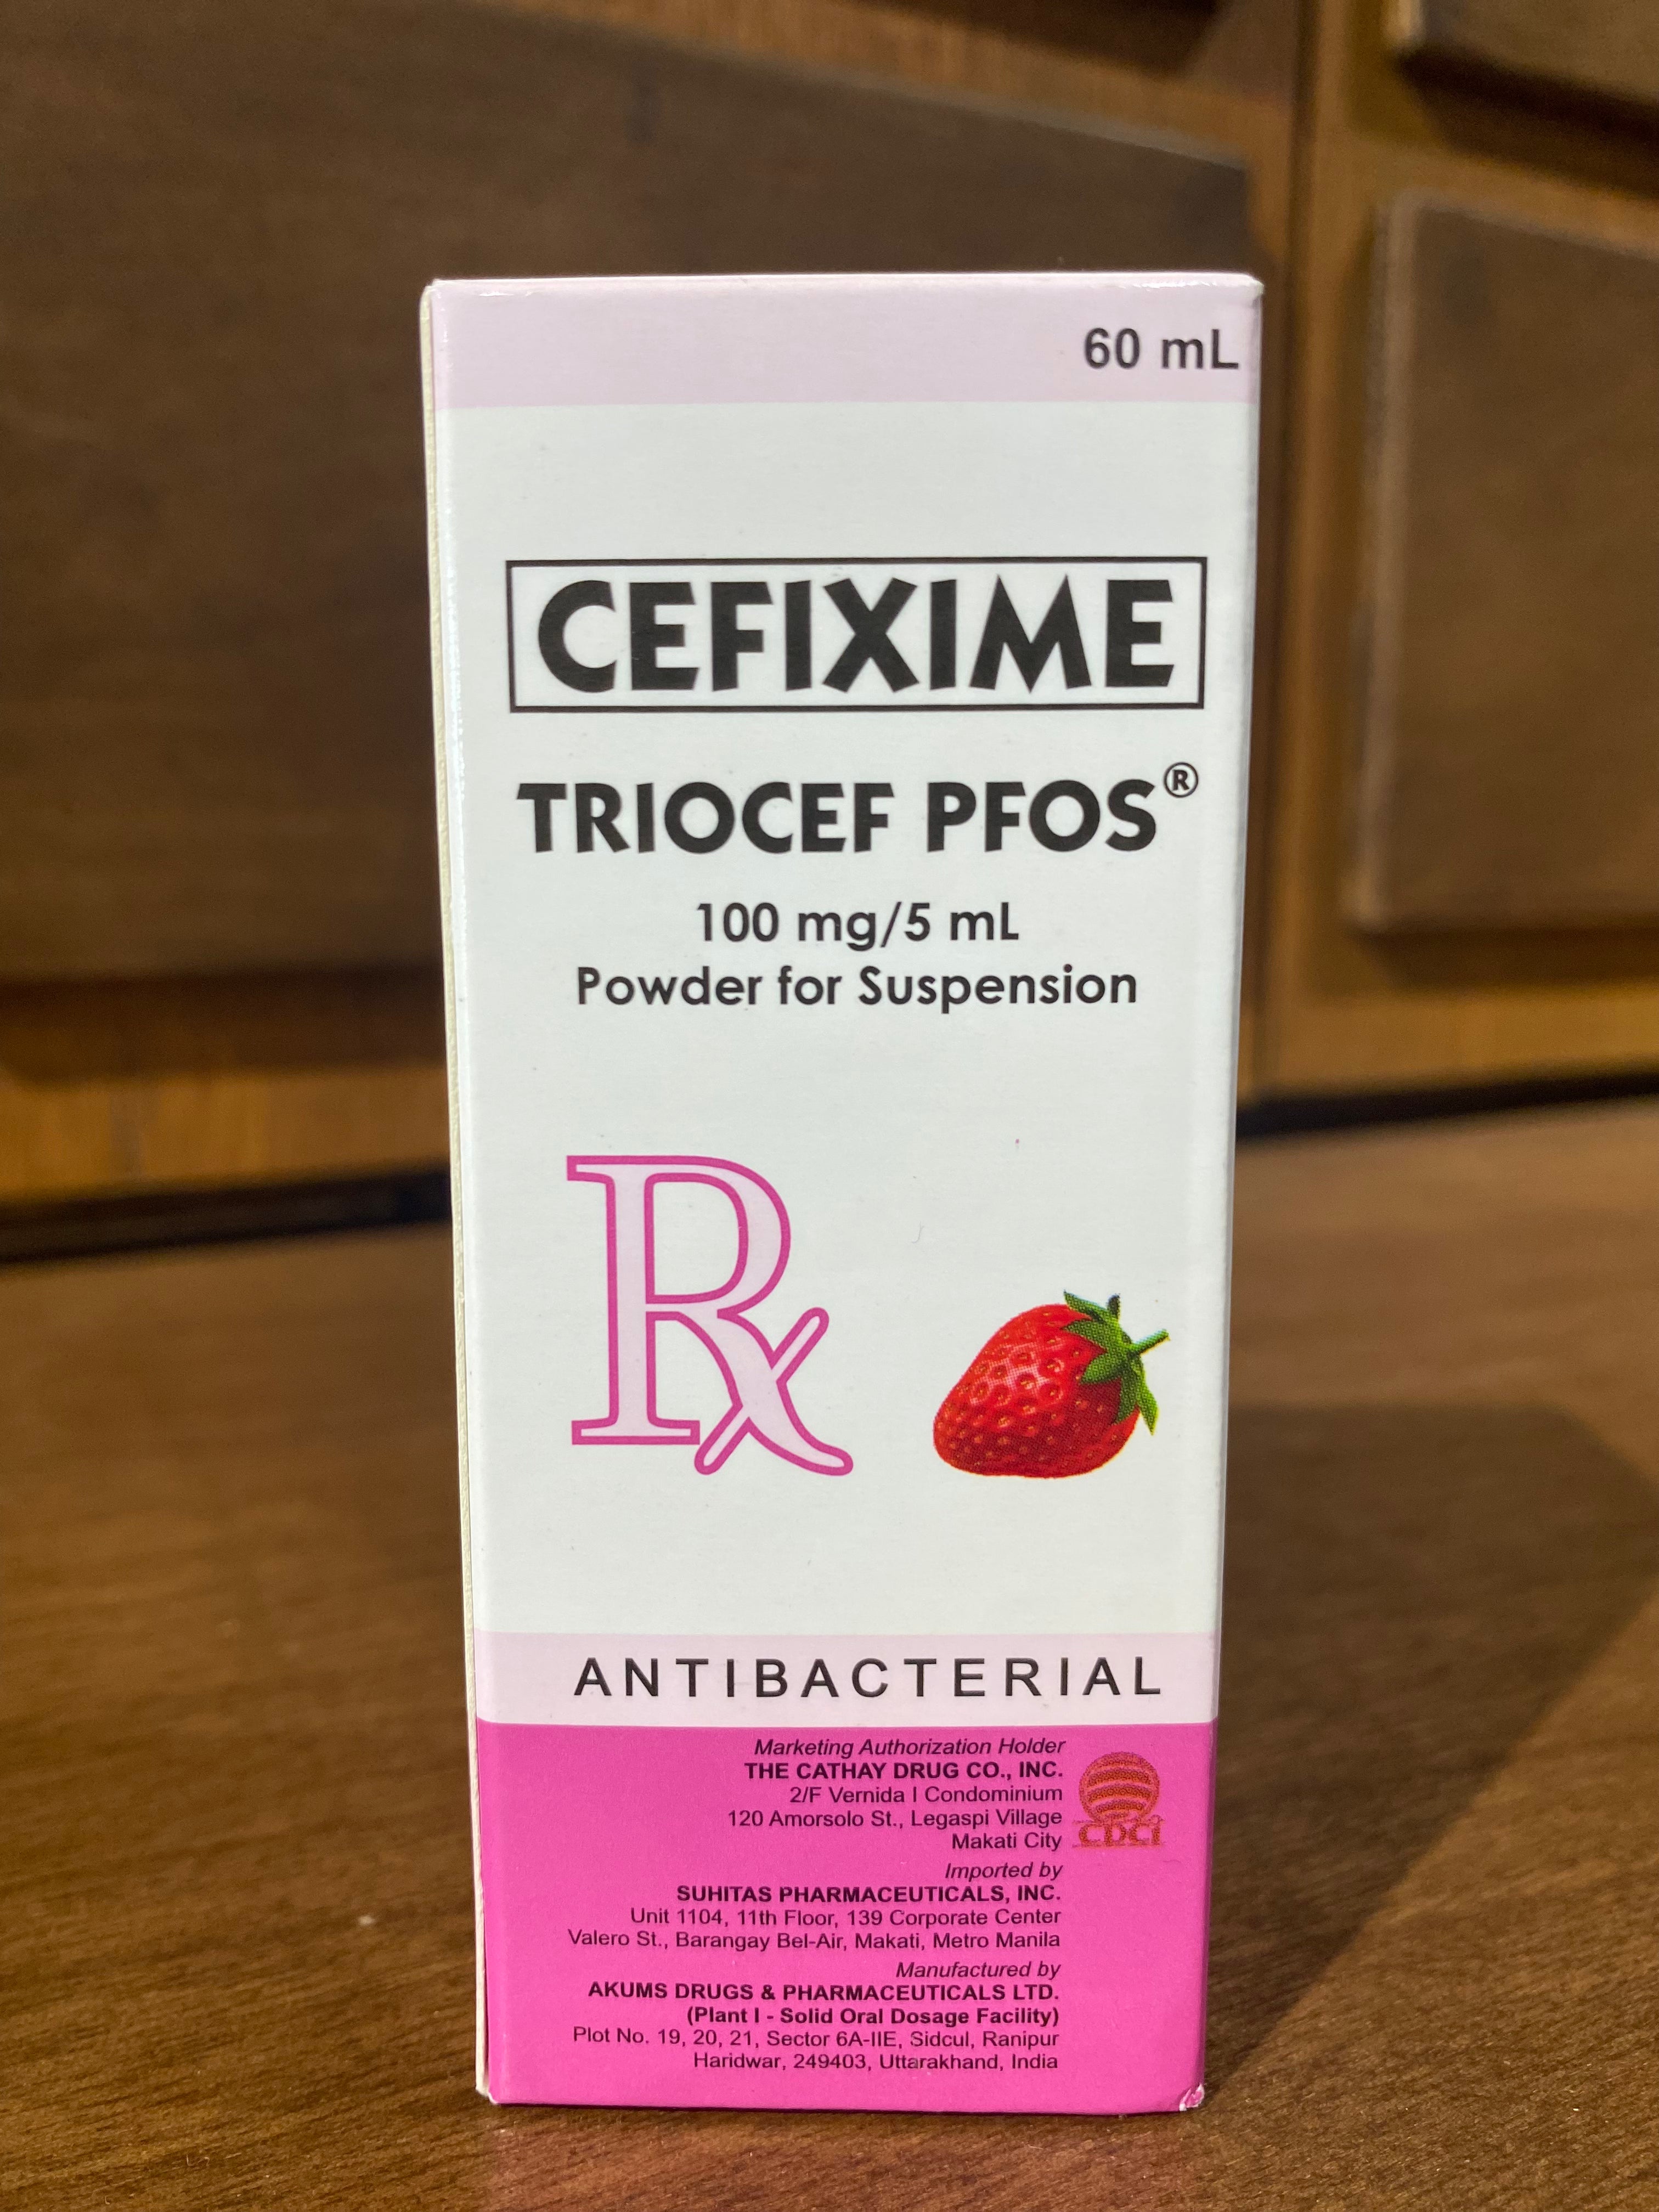 60 mL
CEFIXIME
TRIOCEF PFOS®
100 mg/5 mL
Powder for Suspension
Rx
ANTIBACTERIAL
Marketing Authorization Holder
THE CATHAY DRUG CO., INC.
2/F Vernida I Condominium
120 Amorsolo St., Legaspi Village
Makati City
CDCi
Imported by
SUHITAS PHARMACEUTICALS, INC.
Unit 1104, 11th Floor, 139 Corporate Center
Valero St., Barangay Bel-Air, Makati, Metro Manila
Manufactured by
AKUMS DRUGS & PHARMACEUTICALS LTD.
(Plant I - Solid Oral Dosage Facility)
Plot No. 19, 20, 21, Sector 6A-IIE, Sidcul, Ranipur
Haridwar, 249403, Uttarakhand, India